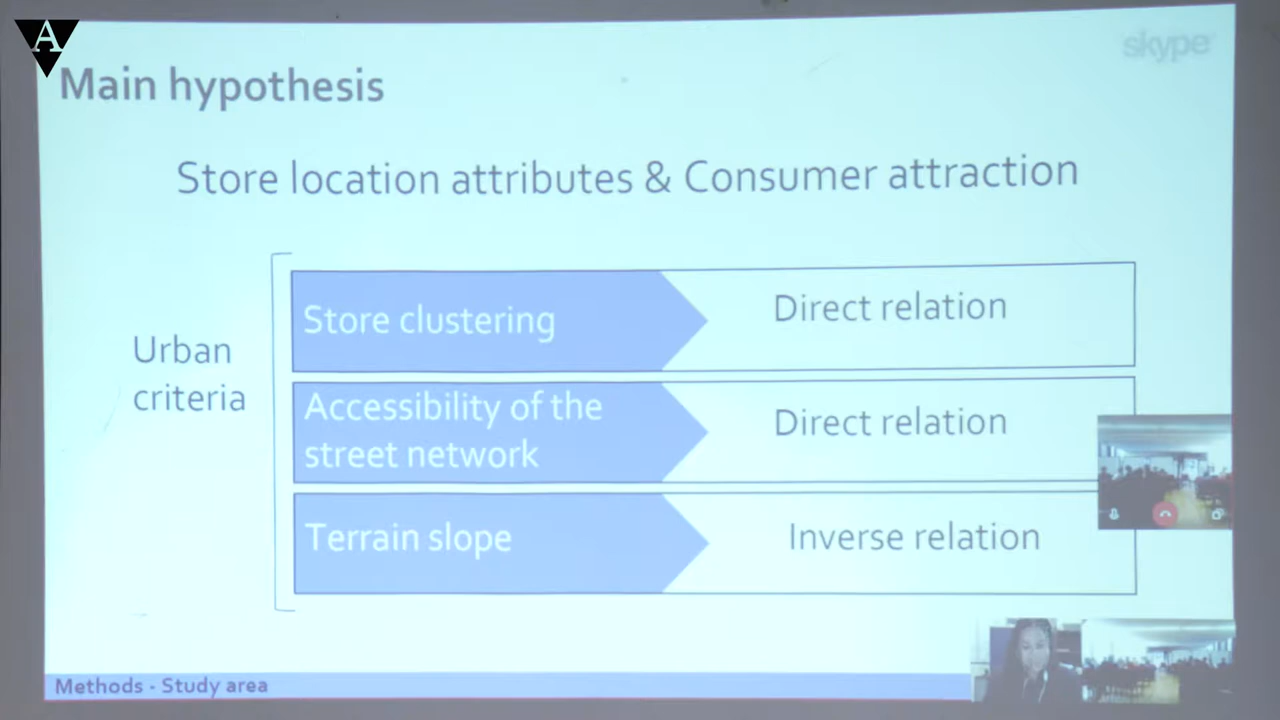 A
skype
Main hypothesis
Store location attributes & Consumer attraction
Urban
criteria
Store clustering
Direct relation
Accessibility of the
street network
Direct relation
Terrain slope
Inverse relation
Methods - Study area